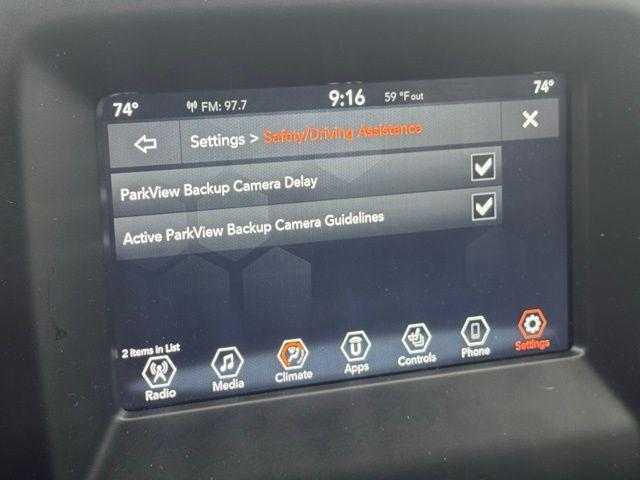 74° FM: 97.7 9:16 59 °F out 74°
Settings > Safety/Driving Assistance
ParkView Backup Camera Delay
Active ParkView Backup Camera Guidelines
2 items in List
Radio Media Climate Apps Controls Phone Settings